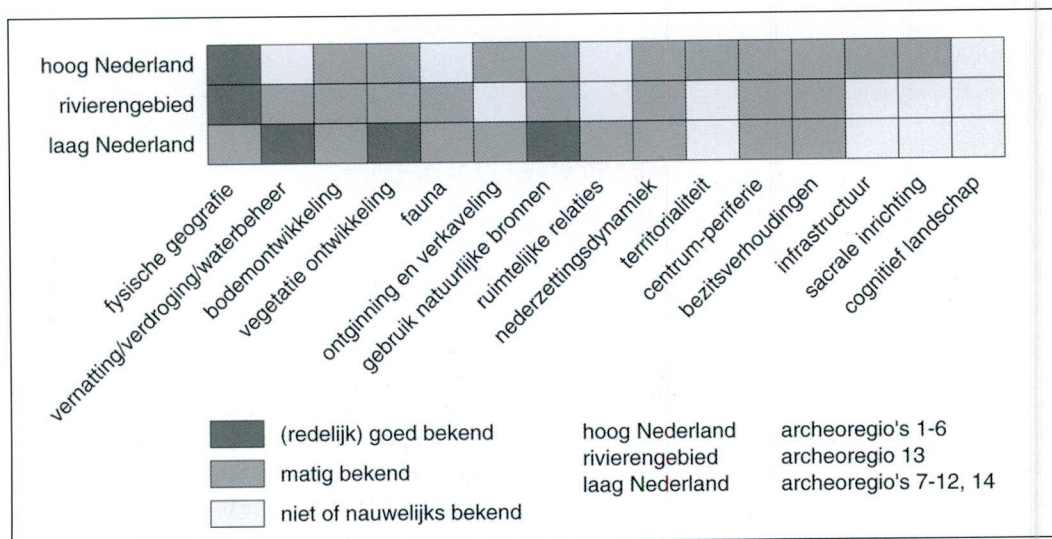 hoog Nederland
rivierengebied
laag Nederland
fysische geografie
vernatting/verdroging/waterbeheer
bodemontwikkeling
vegetatie ontwikkeling
fauna
ontginning en verkaveling
gebruik natuurlijke bronnen
ruimtelijke relaties
nederzettingsdynamiek
territorialiteit
centrum-periferie
bezitsverhoudingen
infrastructuur
sacrale inrichting
cognitief landschap
(redelijk) goed bekend
matig bekend
niet of nauwelijks bekend
hoog Nederland archeoregio's 1-6
rivierengebied archeoregio 13
laag Nederland archeoregio's 7-12, 14